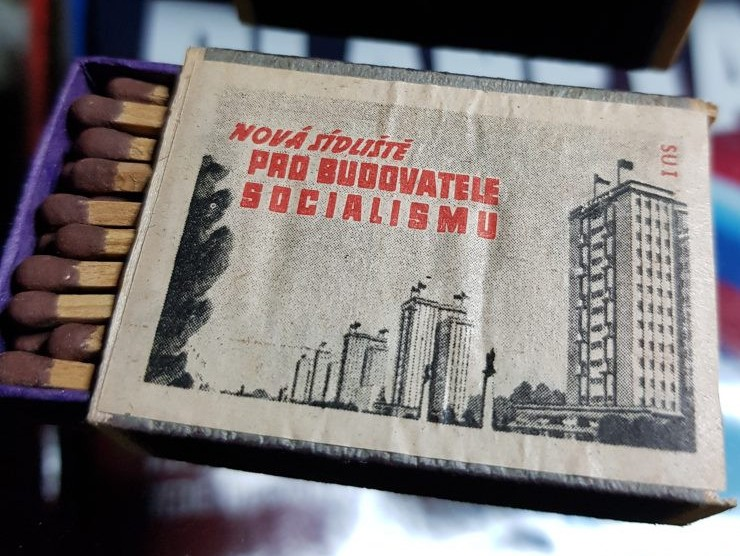 NOVÁ SÍDLIŠTĚ
PRO BUDOVATELE
SOCIALISMU
SUI